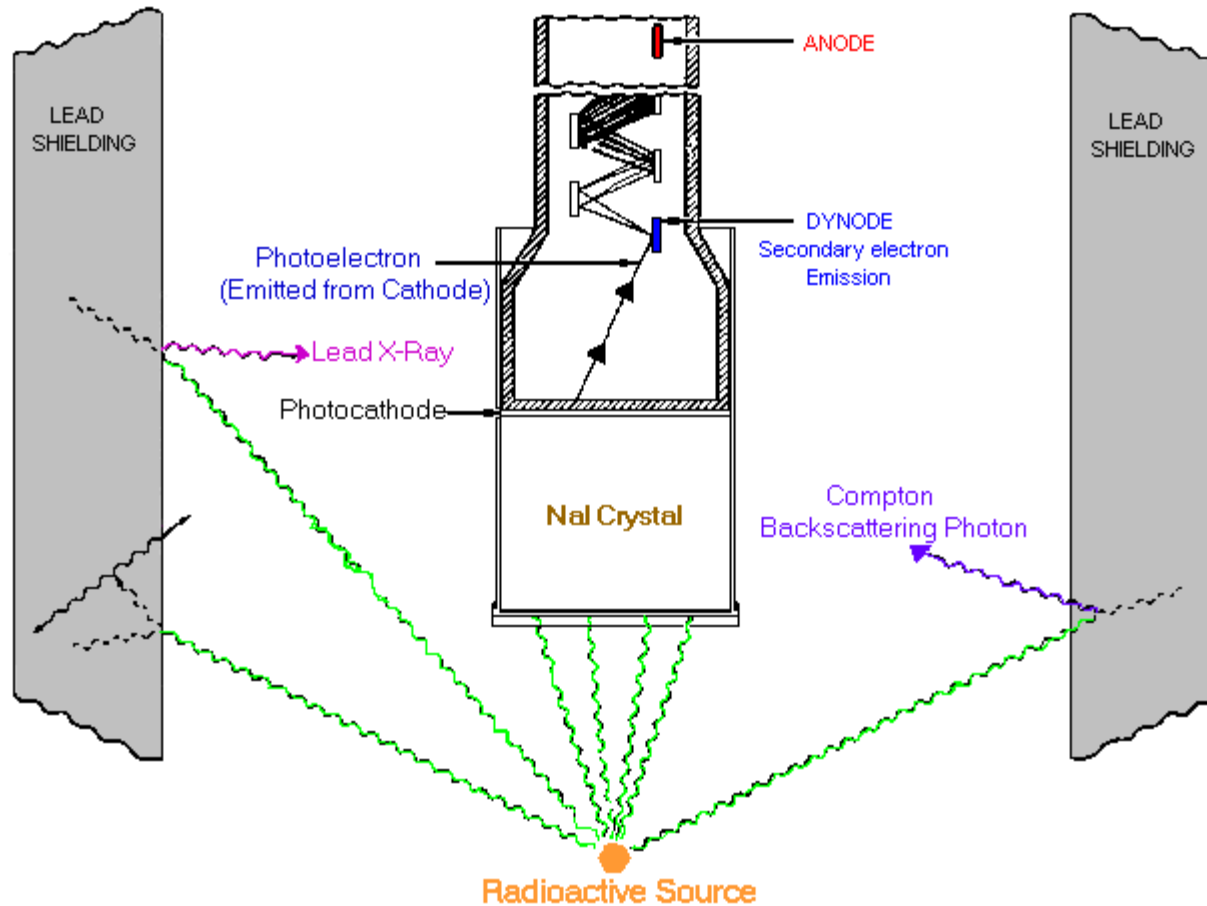 ANODE
LEAD
SHIELDING
LEAD
SHIELDING
DYNODE
Secondary electron
Emission
Photoelectron
(Emitted from Cathode)
Lead X-Ray
Photocathode
NaI Crystal
Compton
Backscattering Photon
Radioactive Source